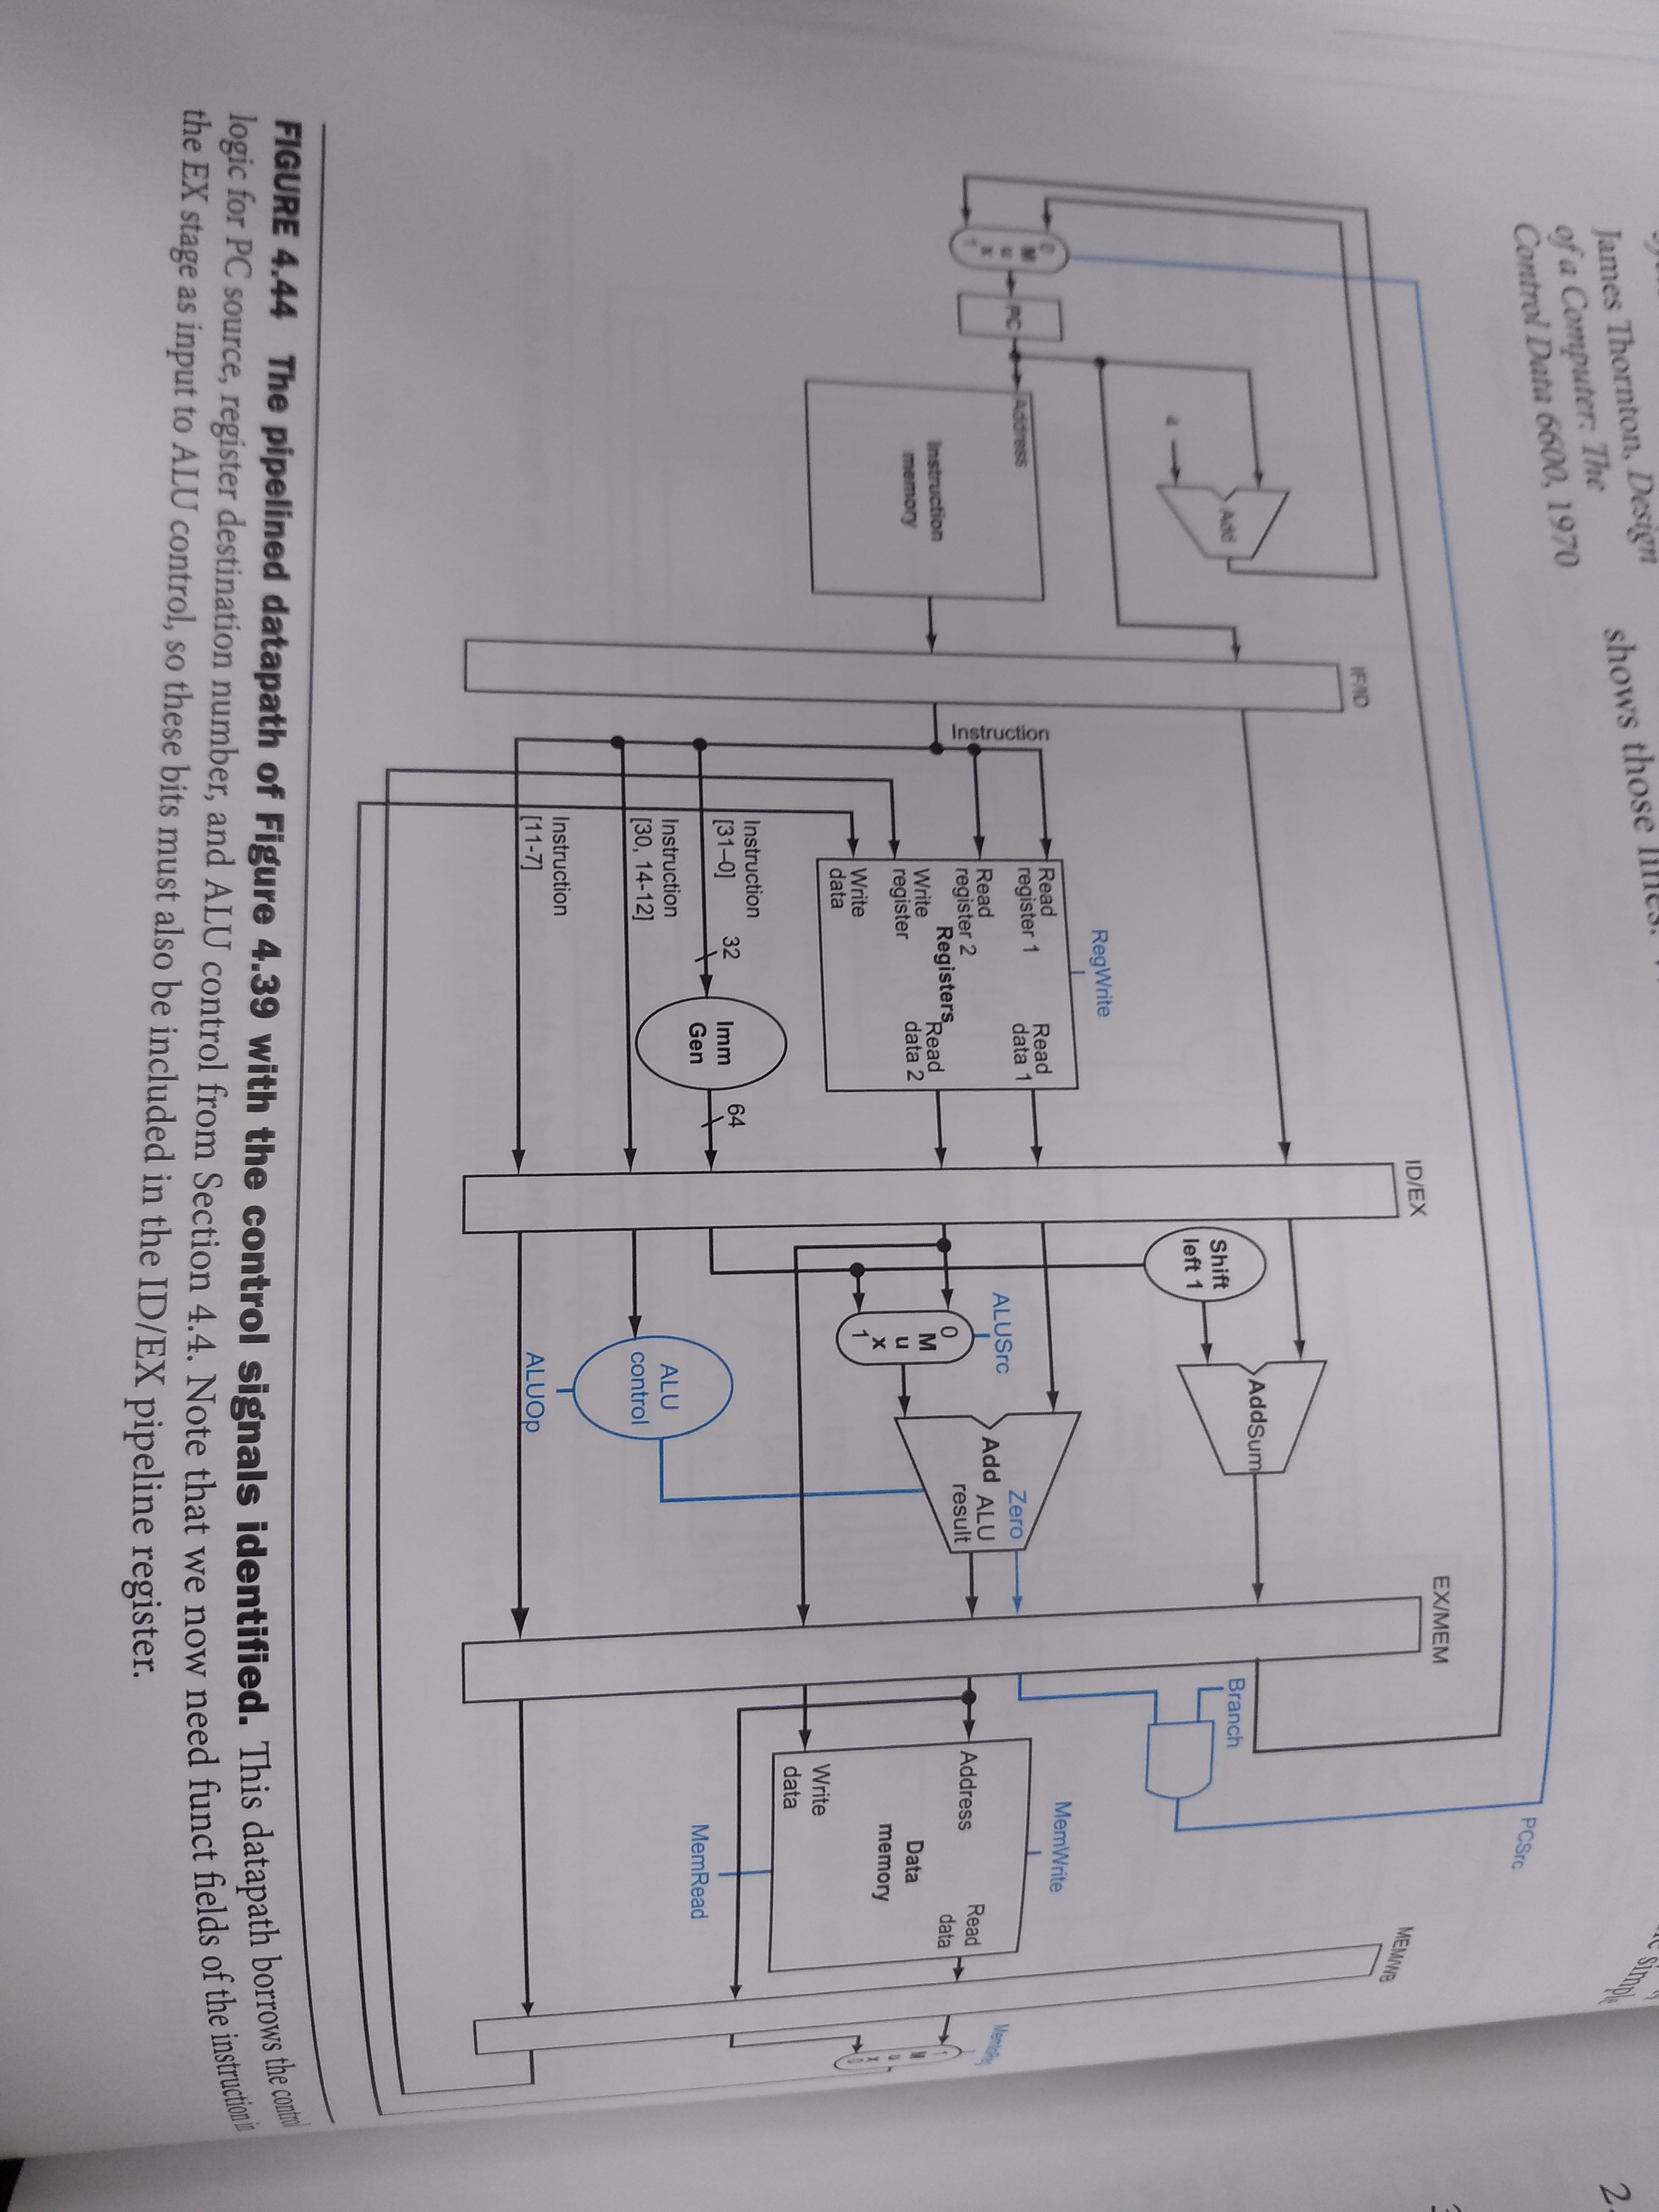 James Thornton, Design
of a Computer: The
Control Data 6600, 1970
shows those lines.
simple
2.
PCSrc
EX/MEM
ID/EX
MEM/WB
IF/ID
Add
4
AddSum
Shift
left 1
Branch
RegWrite
MemWrite
0
M
u
x
1
PC
Address
Instruction
memory
Instruction
Read
register 1
Read
data 1
Read
register 2
Registers
Read
data 2
Write
register
Write
data
ALUSrc
0
M
u
x
1
Zero
Add ALU
result
Address
Read
data
Data
memory
Write
data
MemtoReg
1
M
u
x
0
MemRead
Instruction
[31–0]
32
Imm
Gen
64
Instruction
[30, 14-12]
ALU
control
Instruction
[11-7]
ALUOp
FIGURE 4.44 The pipelined datapath of Figure 4.39 with the control signals identified. This datapath borrows the control
logic for PC source, register destination number, and ALU control from Section 4.4. Note that we now need funct fields of the instruction in
the EX stage as input to ALU control, so these bits must also be included in the ID/EX pipeline register.